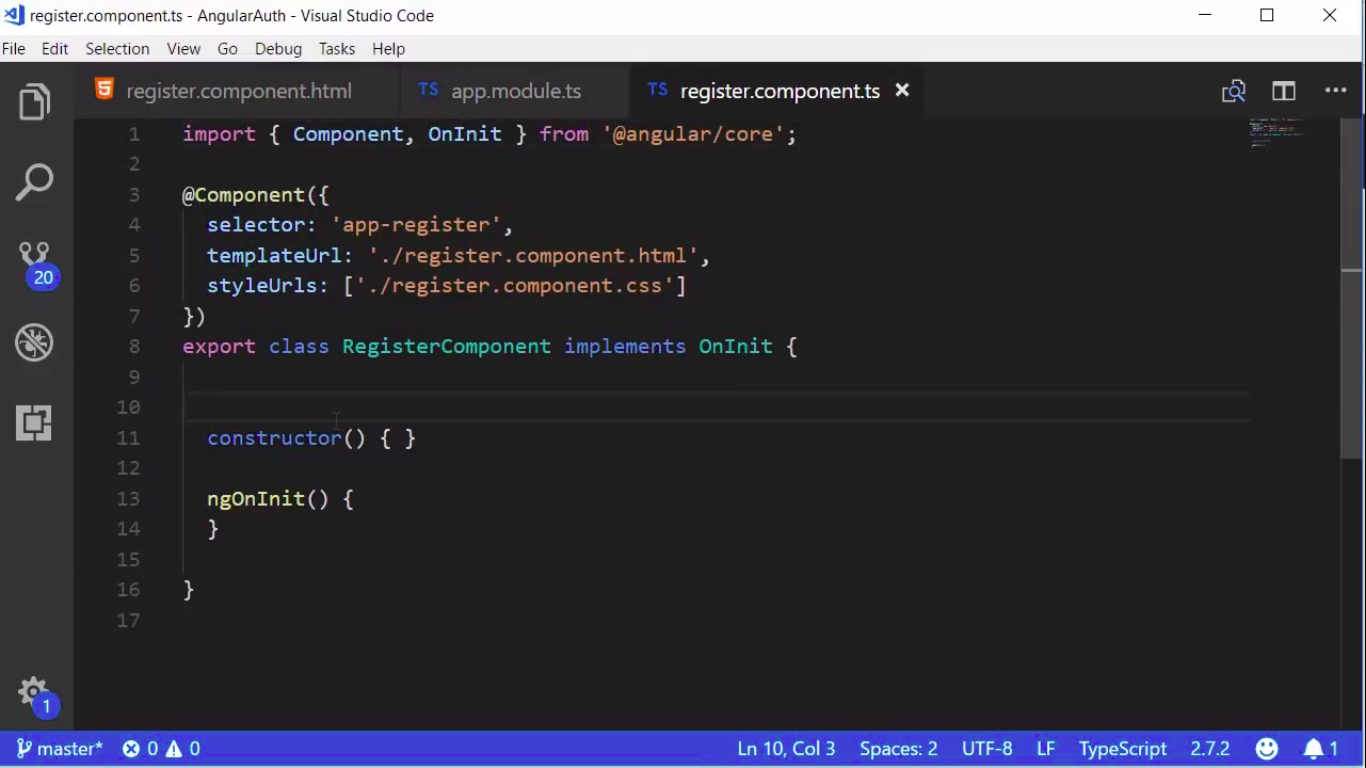 register.component.ts - AngularAuth - Visual Studio Code
File Edit Selection View Go Debug Tasks Help
register.component.html TS app.module.ts TS register.component.ts
1 import { Component, OnInit } from '@angular/core';
2
3 @Component({
4 selector: 'app-register',
5 templateUrl: './register.component.html',
6 styleUrls: ['./register.component.css']
7 })
8 export class RegisterComponent implements OnInit {
9
10
11 constructor() { }
12
13 ngOnInit() {
14 }
15
16 }
17
20
1
master* 0 0 Ln 10, Col 3 Spaces: 2 UTF-8 LF TypeScript 2.7.2 1